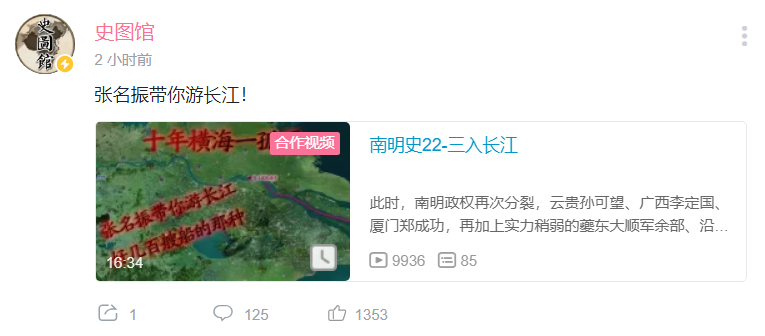 史圖館
史图馆
2 小时前
张名振带你游长江！
十年横海一孤
合作视频
张名振带你游长江
好几百艘船的那种
16:34
南明史22-三入长江
此时，南明政权再次分裂，云贵孙可望、广西李定国、
厦门郑成功，再加上实力稍弱的夔东大顺军余部、沿...
9936
85
1
125
1353